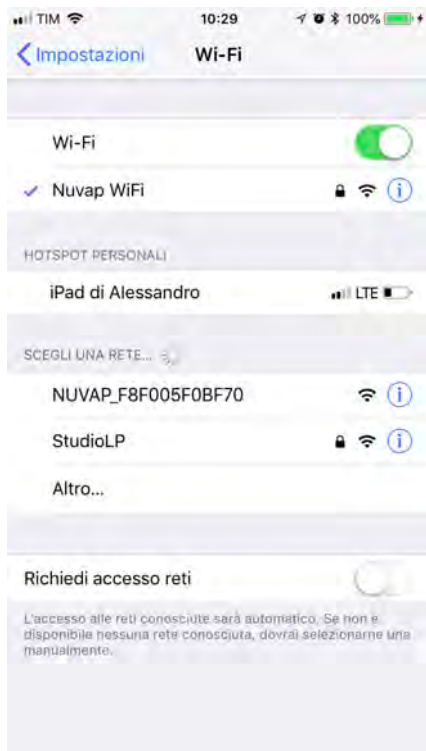 TIM 10:29 100%
Impostazioni Wi-Fi
Wi-Fi
Nuvap WiFi
HOTSPOT PERSONALI
iPad di Alessandro LTE
SCEGLI UNA RETE...
NUVAP_F8F005F0BF70
StudioLP
Altro...
Richiedi accesso reti
L'accesso alle reti conosciute sarà automatico. Se non è
disponibile nessuna rete conosciuta, dovrai selezionarne una
manualmente.